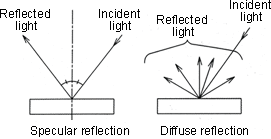 Reflected
light
Incident
light
Specular reflection
Reflected
light
Incident
light
Diffuse reflection